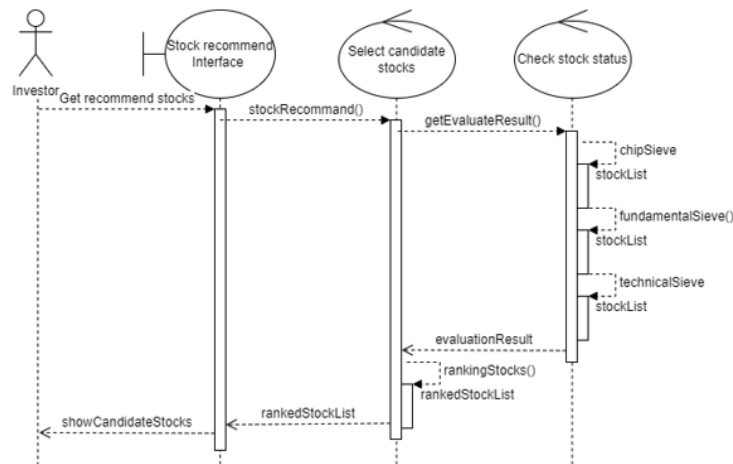 Stock recommend
Interface
Select candidate
stocks
Check stock status
Investor
Get recommend stocks
stockRecommand()
getEvaluateResult()
chipSieve
stockList
fundamentalSieve()
stockList
technicalSieve
stockList
evaluationResult
rankingStocks()
rankedStockList
rankedStockList
showCandidateStocks